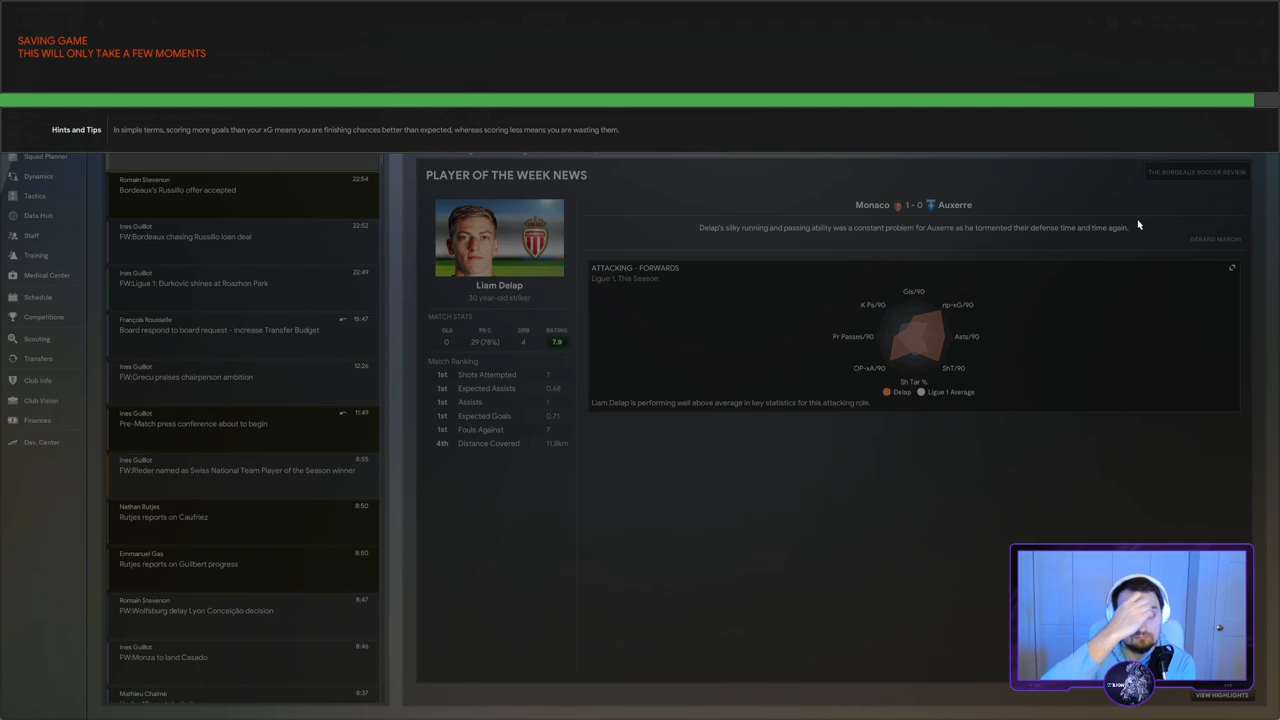 SAVING GAME
THIS WILL ONLY TAKE A FEW MOMENTS
Hints and Tips
In simple terms, scoring more goals than your xG means you are finishing chances better than expected, whereas scoring less means you are wasting them.
Squad Planner
Dynamics
Tactics
Data Hub
Staff
Training
Medical Center
Schedule
Competitions
Scouting
Transfers
Club Info
Club Vision
Finances
Dev. Center
Romain Stevenon 22:54
Bordeaux's Russillo offer accepted
Ines Guillot 22:52
FW:Bordeaux chasing Russillo loan deal
Ines Guillot 22:49
FW:Ligue 1: Đurković shines at Roazhon Park
François Rousselle 15:47
Board respond to board request - Increase Transfer Budget
Ines Guillot 12:26
FW:Grecu praises chairperson ambition
Ines Guillot 11:49
Pre-Match press conference about to begin
Ines Guillot 8:55
FW:Rieder named as Swiss National Team Player of the Season winner
Nathan Rutjes 8:50
Rutjes reports on Caufriez
Emmanuel Gas 8:50
Rutjes reports on Guilbert progress
Romain Stevenon 8:47
FW:Wolfsburg delay Lyon Conceição decision
Ines Guillot 8:46
FW:Monza to land Casado
Mathieu Chalmé 8:37
PLAYER OF THE WEEK NEWS
THE BORDEAUX SOCCER REVIEW
Liam Delap
30 year-old striker
MATCH STATS
GLS PS C DRB RATING
0 29 (78%) 4 7.9
Match Ranking
1st Shots Attempted 7
1st Expected Assists 0.68
1st Assists 1
1st Expected Goals 0.71
1st Fouls Against 7
4th Distance Covered 11.8km
Monaco 1 - 0 Auxerre
Delap's silky running and passing ability was a constant problem for Auxerre as he tormented their defense time and time again.
GERARD MARCHI
ATTACKING - FORWARDS
Ligue 1, This Season
Gls/90
K Ps/90 np-xG/90
Pr Passes/90 Asts/90
OP-xA/90 ShT/90
Sh Tar %
Delap Ligue 1 Average
Liam Delap is performing well above average in key statistics for this attacking role.
VIEW HIGHLIGHTS